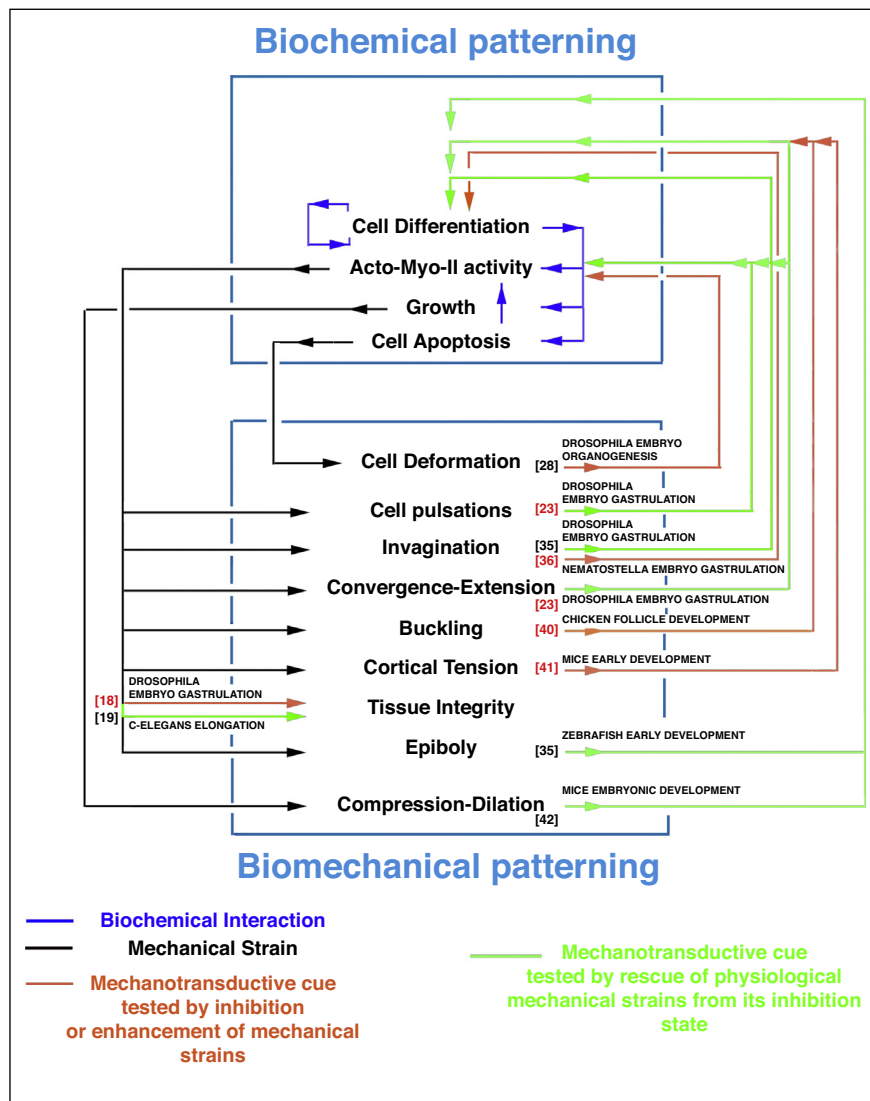 Biochemical patterning
Cell Differentiation
Acto-Myo-II activity
Growth
Cell Apoptosis
DROSOPHILA EMBRYO
ORGANOGENESIS
Cell Deformation [28]
DROSOPHILA
EMBRYO GASTRULATION
Cell pulsations [23]
DROSOPHILA
EMBRYO GASTRULATION
Invagination [35]
[36]
NEMATOSTELLA EMBRYO GASTRULATION
Convergence-Extension
[23] DROSOPHILA EMBRYO GASTRULATION
CHICKEN FOLLICLE DEVELOPMENT
Buckling [40]
MICE EARLY DEVELOPMENT
Cortical Tension [41]
DROSOPHILA
EMBRYO GASTRULATION
[18]
Tissue Integrity
[19]
C-ELEGANS ELONGATION
ZEBRAFISH EARLY DEVELOPMENT
Epiboly [35]
MICE EMBRYONIC DEVELOPMENT
Compression-Dilation
[42]
Biomechanical patterning
Biochemical Interaction
Mechanical Strain
Mechanotransductive cue
tested by inhibition
or enhancement of mechanical
strains
Mechanotransductive cue
tested by rescue of physiological
mechanical strains from its inhibition
state